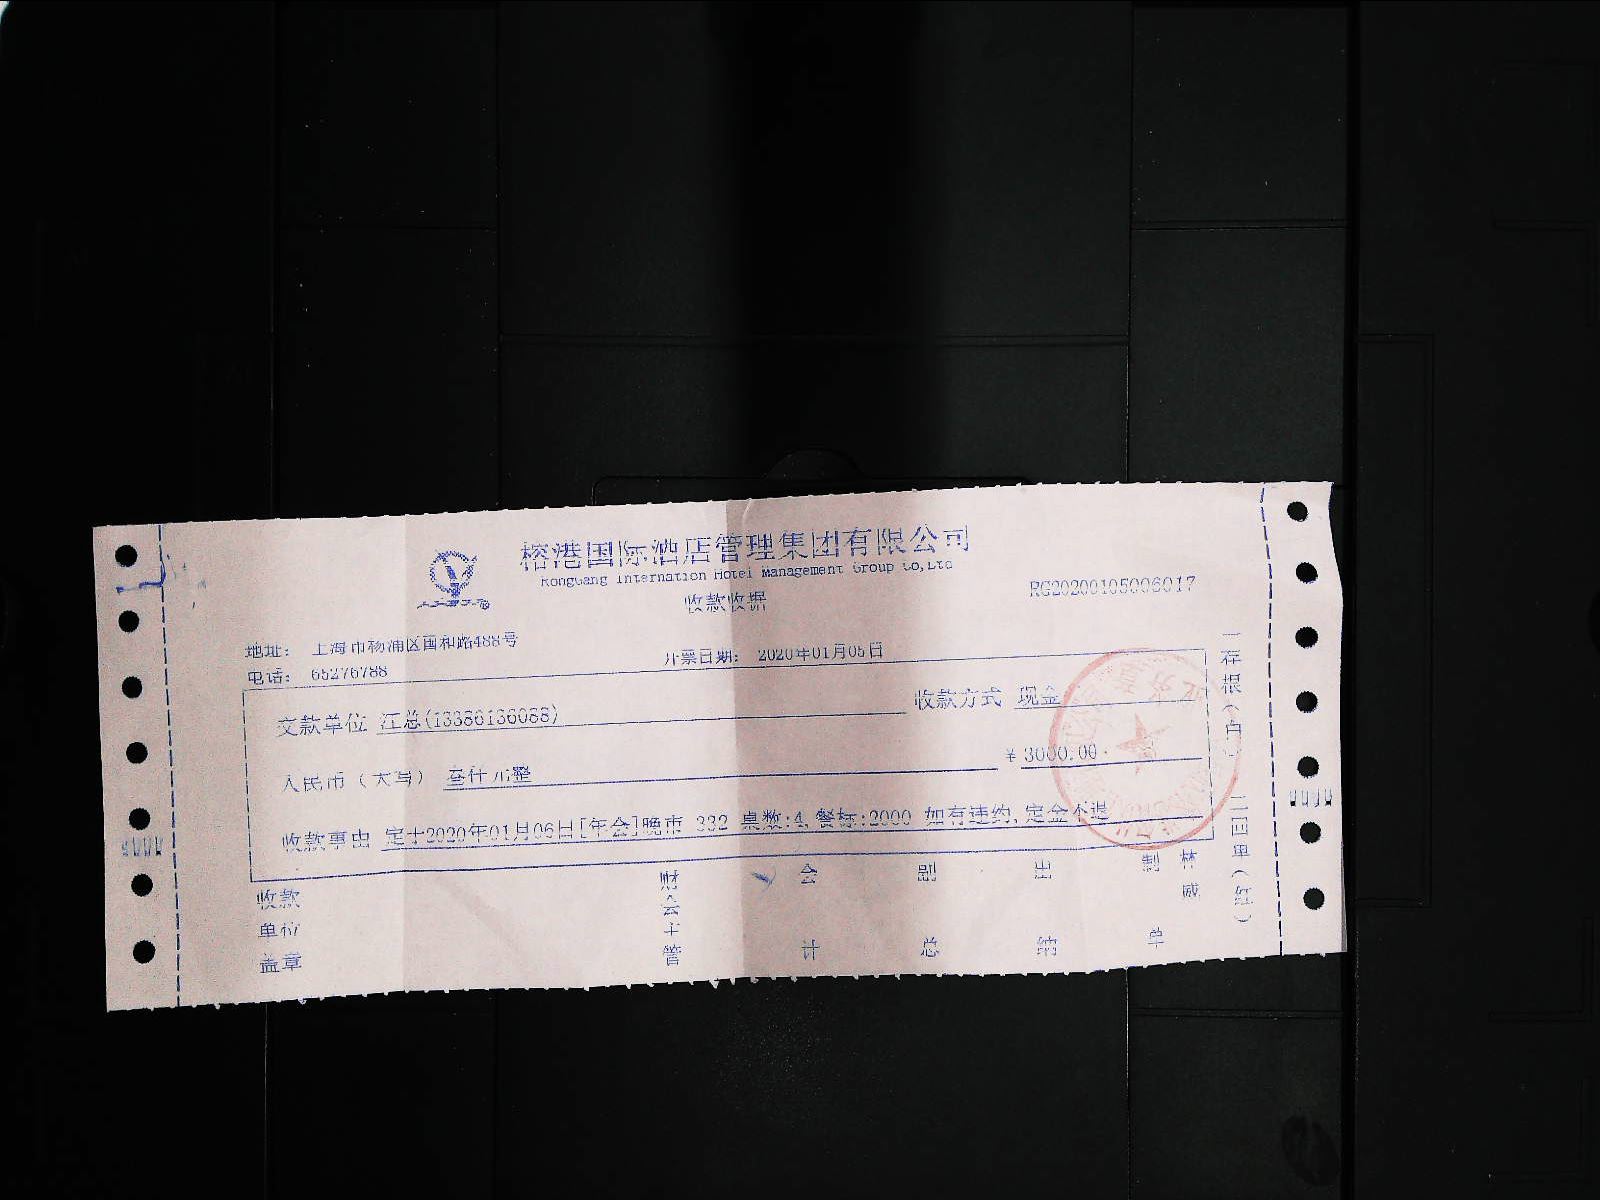 榕港国际酒店管理集团有限公司
RongGang Internation Hotel Management Group Co,Ltd
收款收据
RG20200105006017
地址： 上海市杨浦区国和路488号
电话： 65276788
开票日期： 2020年01月05日
交款单位 汪总(13386136088) 收款方式 现金
人民币（大写） 叁仟元整 ¥ 3000.00
收款事由 定于2020年01月06日[年会]晚市 332 桌数:4,餐标:2000 如有违约,定金不退
收款单位盖章 财会主管 会计 副总 出纳 制单 林威
一存根（白） 二回单（红）